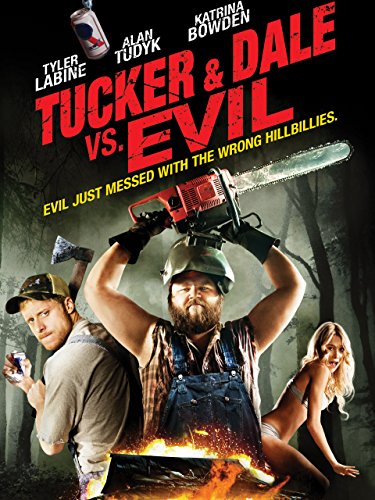 TYLER LABINE
ALAN TUDYK
KATRINA BOWDEN
TUCKER & DALE
VS. EVIL
EVIL JUST MESSED WITH THE WRONG HILLBILLIES.